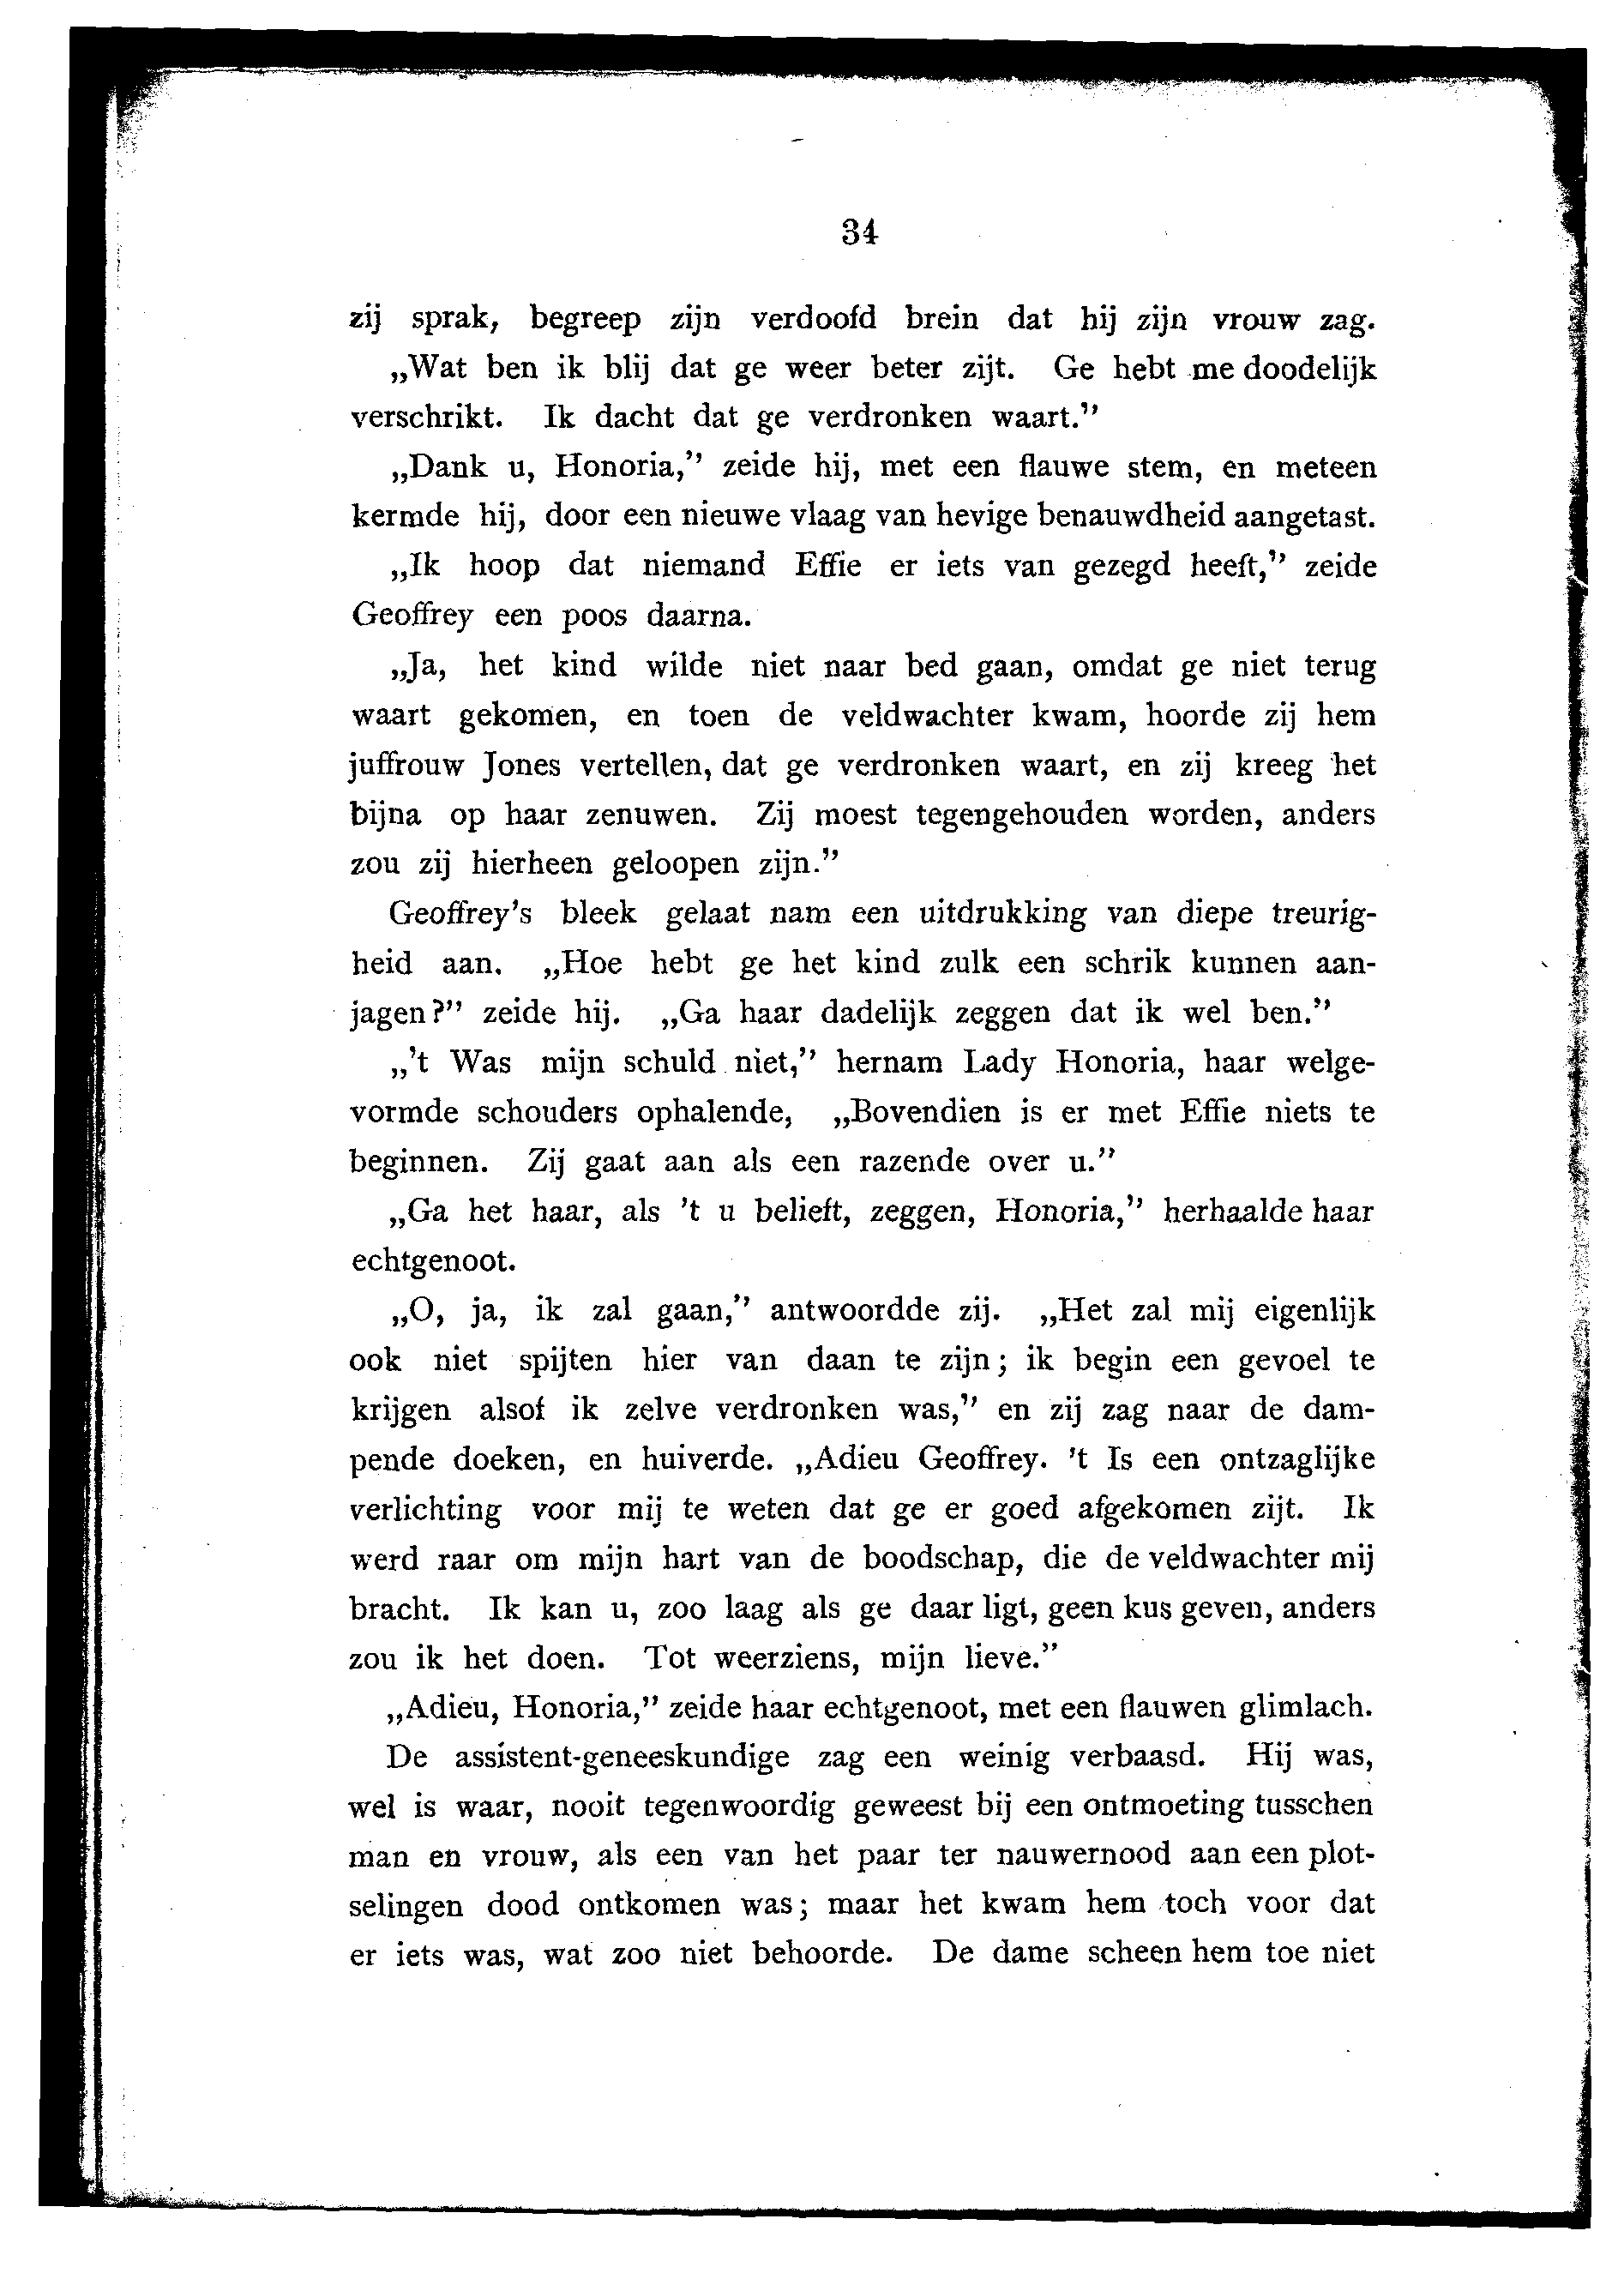 34
zij sprak, begreep zijn verdoofd brein dat hij zijn vrouw zag.
„Wat ben ik blij dat ge weer beter zijt. Ge hebt me doodelijk
verschrikt. Ik dacht dat ge verdronken waart.”
„Dank u, Honoria,” zeide hij, met een flauwe stem, en meteen
kermde hij, door een nieuwe vlaag van hevige benauwdheid aangetast.
„Ik hoop dat niemand Effie er iets van gezegd heeft,” zeide
Geoffrey een poos daarna.
„Ja, het kind wilde niet naar bed gaan, omdat ge niet terug
waart gekomen, en toen de veldwachter kwam, hoorde zij hem
juffrouw Jones vertellen, dat ge verdronken waart, en zij kreeg het
bijna op haar zenuwen. Zij moest tegengehouden worden, anders
zou zij hierheen geloopen zijn.”
Geoffrey's bleek gelaat nam een uitdrukking van diepe treurig-
heid aan. „Hoe hebt ge het kind zulk een schrik kunnen aan-
jagen?” zeide hij. „Ga haar dadelijk zeggen dat ik wel ben.”
„'t Was mijn schuld niet,” hernam Lady Honoria, haar welge-
vormde schouders ophalende, „Bovendien is er met Effie niets te
beginnen. Zij gaat aan als een razende over u.”
„Ga het haar, als 't u belieft, zeggen, Honoria,” herhaalde haar
echtgenoot.
„O, ja, ik zal gaan,” antwoordde zij. „Het zal mij eigenlijk
ook niet spijten hier van daan te zijn; ik begin een gevoel te
krijgen alsof ik zelve verdronken was,” en zij zag naar de dam-
pende doeken, en huiverde. „Adieu Geoffrey. 't Is een ontzaglijke
verlichting voor mij te weten dat ge er goed afgekomen zijt. Ik
werd raar om mijn hart van de boodschap, die de veldwachter mij
bracht. Ik kan u, zoo laag als ge daar ligt, geen kus geven, anders
zou ik het doen. Tot weerziens, mijn lieve.”
„Adieu, Honoria,” zeide haar echtgenoot, met een flauwen glimlach.
De assistent-geneeskundige zag een weinig verbaasd. Hij was,
wel is waar, nooit tegenwoordig geweest bij een ontmoeting tusschen
man en vrouw, als een van het paar ter nauwernood aan een plot-
selingen dood ontkomen was; maar het kwam hem toch voor dat
er iets was, wat zoo niet behoorde. De dame scheen hem toe niet